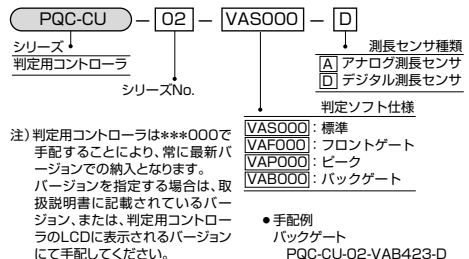 PQC-CU － 02 － VAS000 － D
シリーズ
判定用コントローラ
シリーズNo.
測長センサ種類
A アナログ測長センサ
D デジタル測長センサ
判定ソフト仕様
VAS000：標準
VAF000：フロントゲート
VAP000：ピーク
VAB000：バックゲート
注）判定用コントローラは***000で
手配することにより、常に最新バ
ージョンでの納入となります。
バージョンを指定する場合は、取
扱説明書に記載されているバー
ジョン、または、判定用コントロー
ラのLCDに表示されるバージョン
にて手配してください。
●手配例
バックゲート
PQC-CU-02-VAB423-D